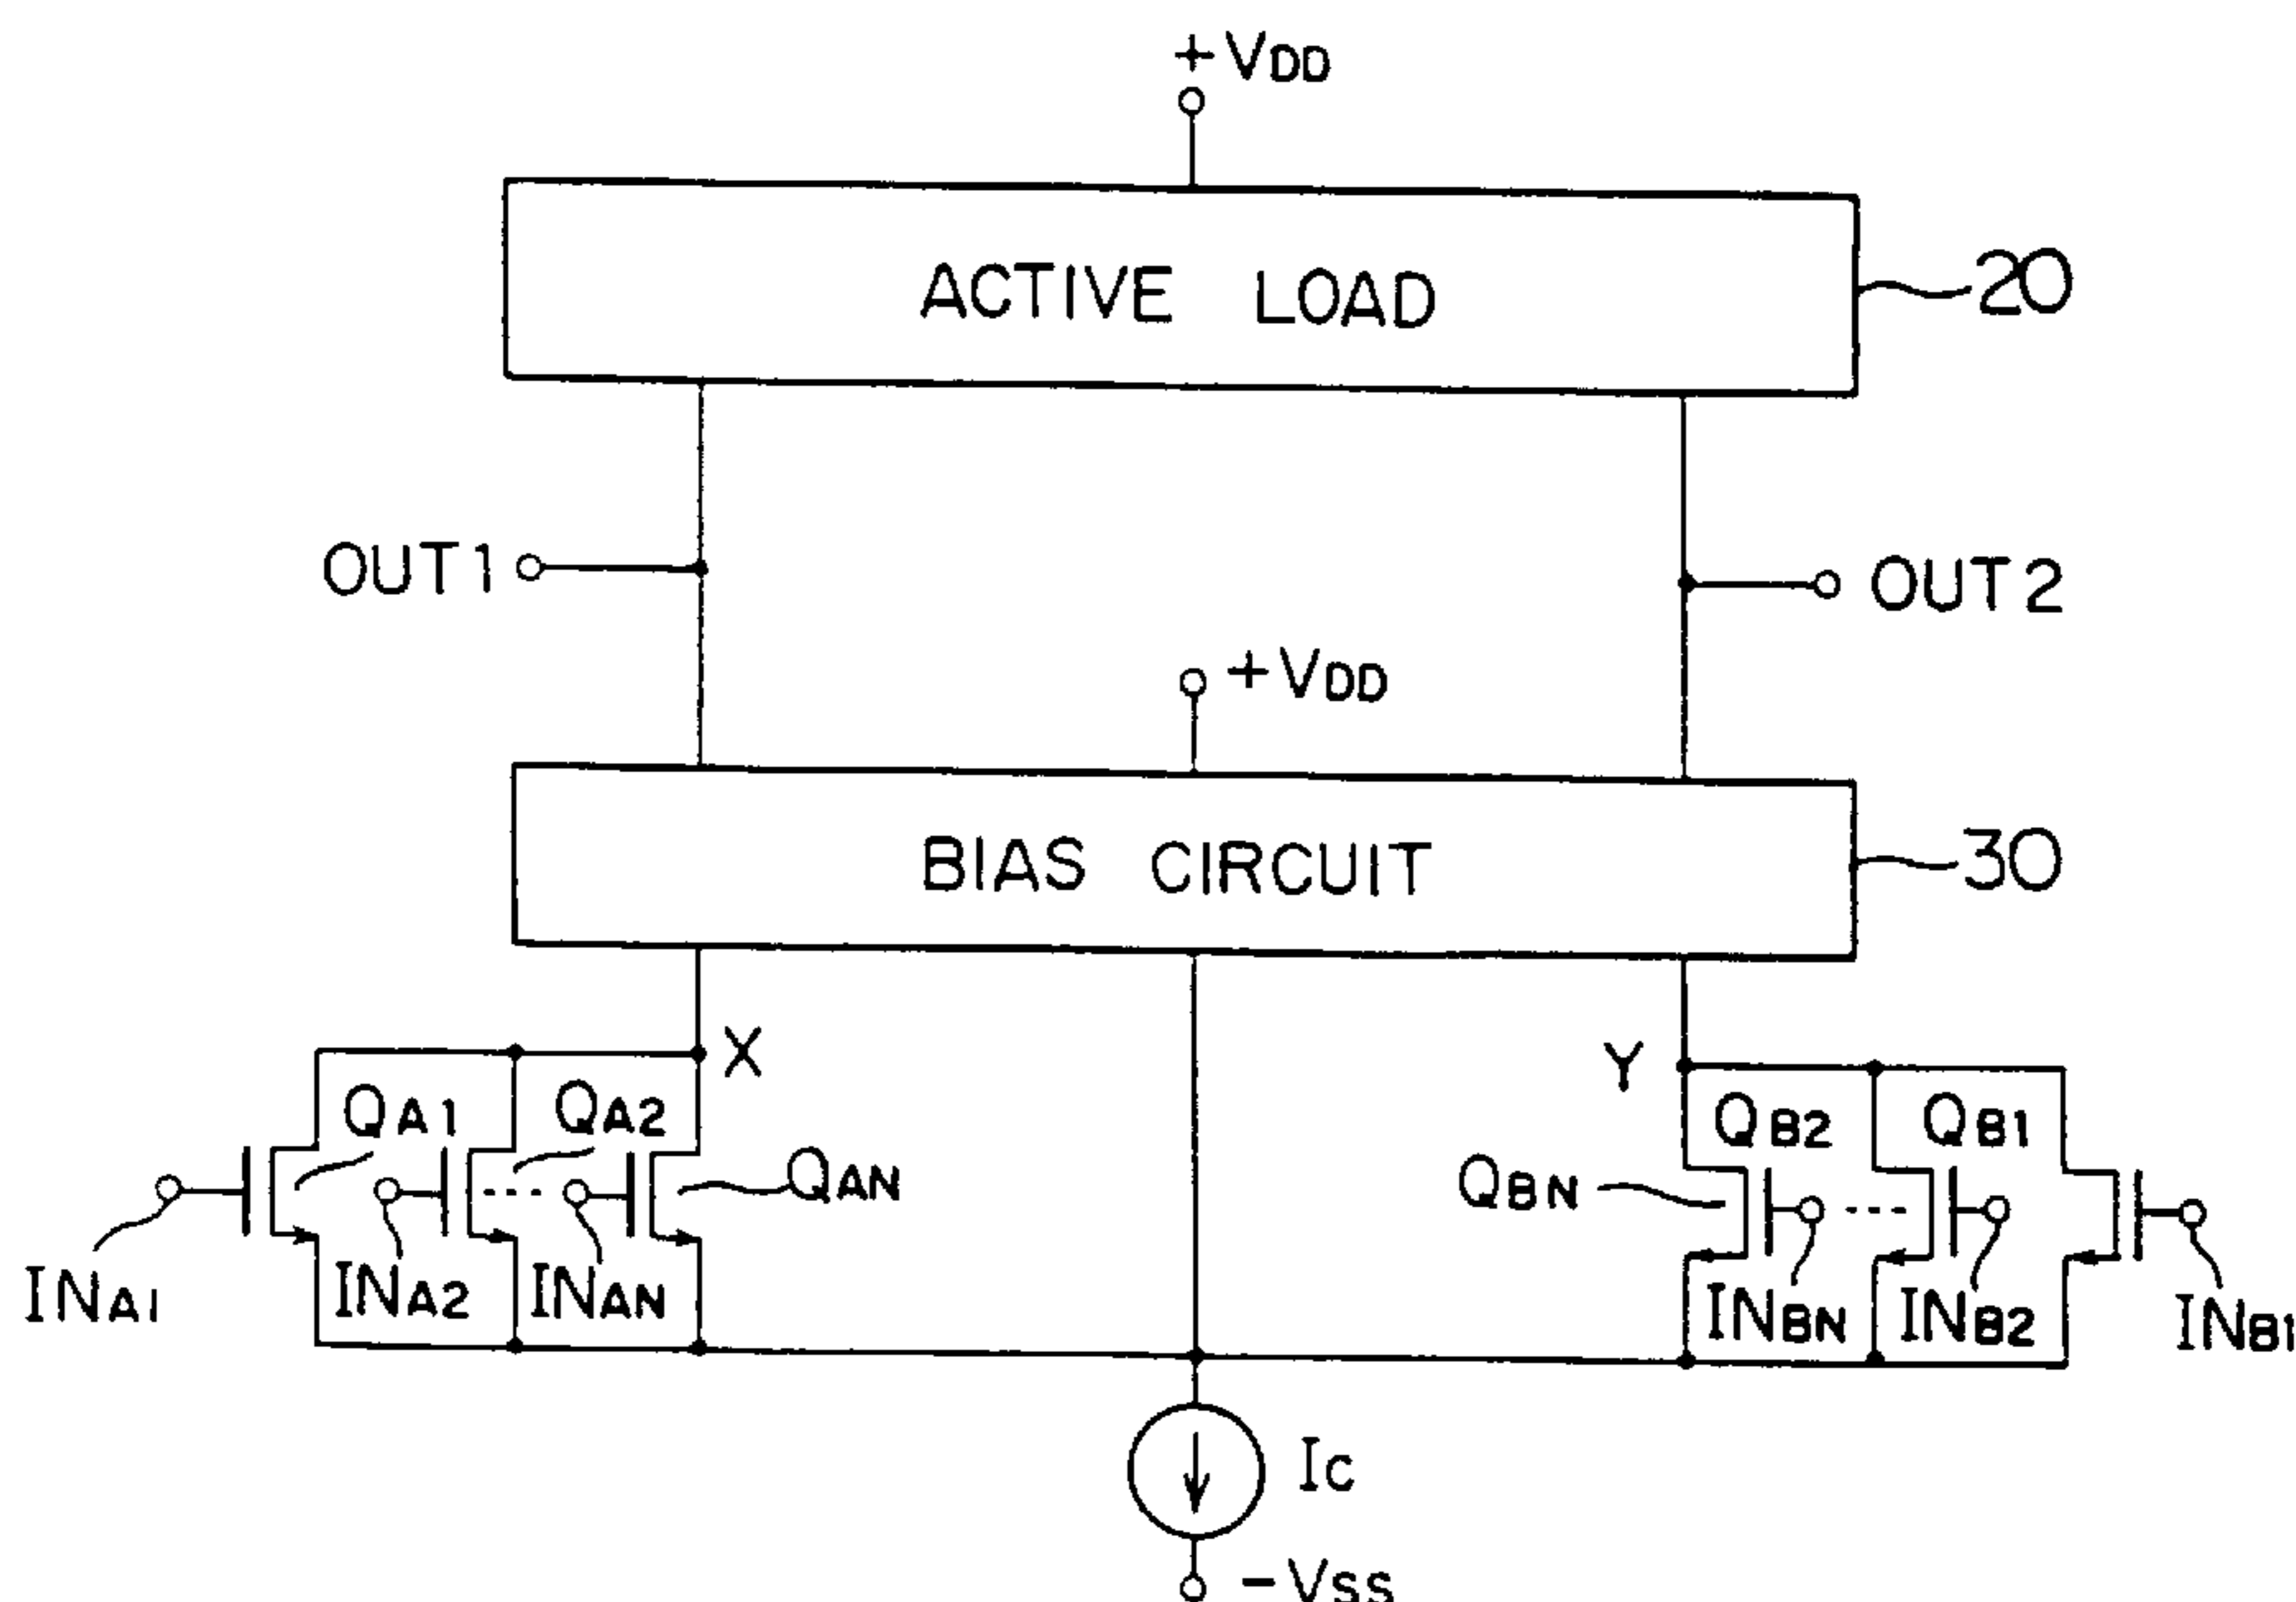 +VDD
ACTIVE LOAD
20
OUT1
OUT2
+VDD
BIAS CIRCUIT
30
X
Y
QA1
QA2
QAN
QBN
QB2
QB1
INA1
INA2
INAN
INBN
INB2
INB1
IC
-VSS